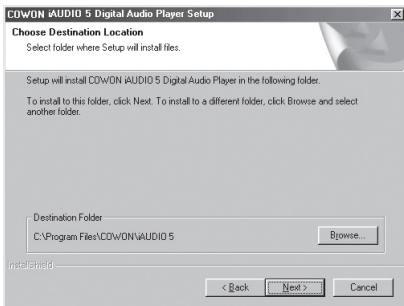 COWON iAUDIO 5 Digital Audio Player Setup
Choose Destination Location
Select folder where Setup will install files.
Setup will install COWON iAUDIO 5 Digital Audio Player in the following folder.
To install to this folder, click Next. To install to a different folder, click Browse and select
another folder.
Destination Folder
C:\Program Files\COWON\iAUDIO 5
Browse...
InstallShield
< Back
Next >
Cancel